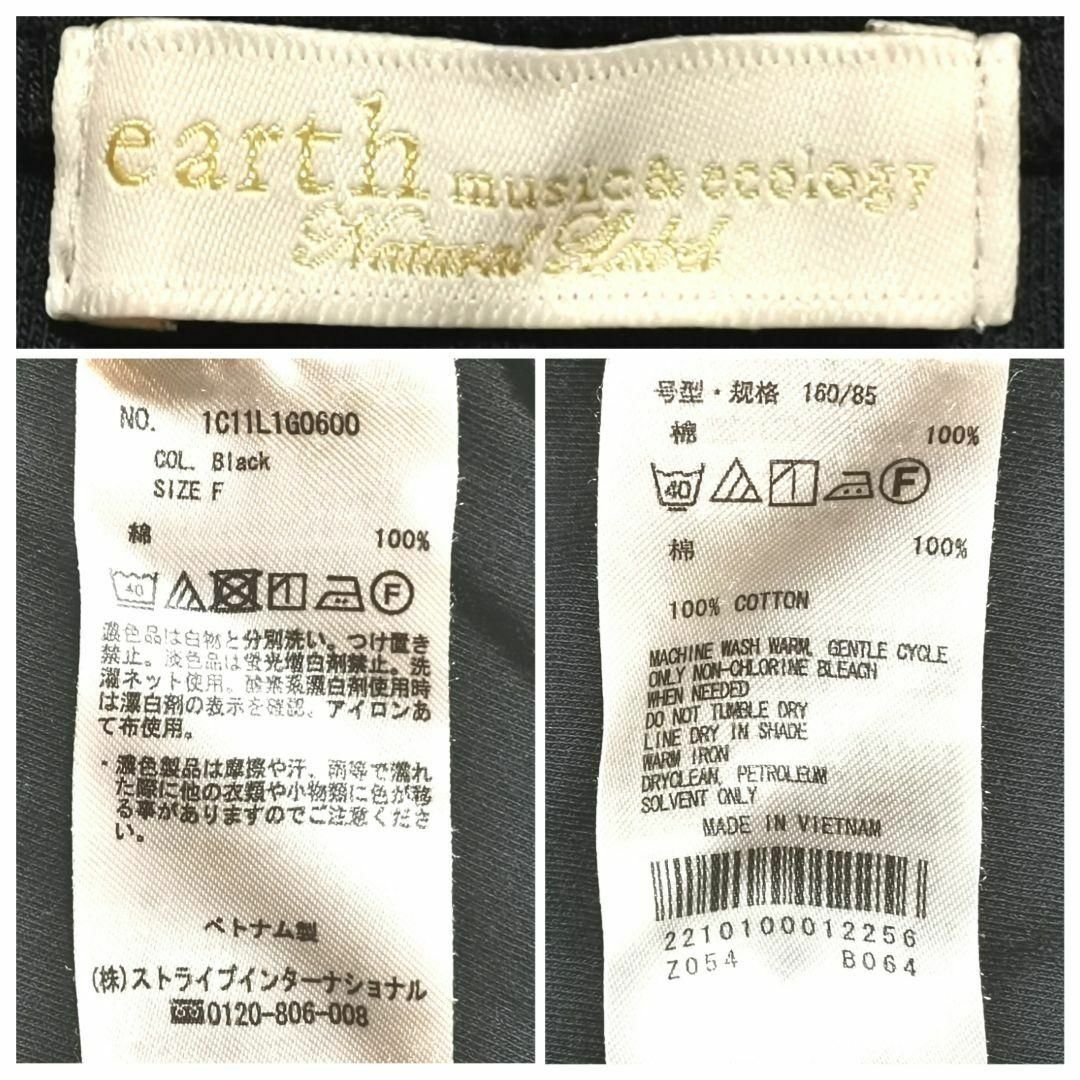 earth music & ecology
Natural Label
NO. 1C11L1G0600
COL. Black
SIZE F
綿 100%
40 F
濃色品は白物と分別洗い。つけ置き
禁止。淡色品は蛍光増白剤禁止。洗
濯ネット使用。酸素系漂白剤使用時
は漂白剤の表示を確認。アイロンあ
て布使用。
・濃色製品は摩擦や汗、雨等で濡れ
た際に他の衣類や小物類に色が移
る事がありますのでご注意くださ
い。
ベトナム製
(株)ストライプインターナショナル
0120-806-008
号型・规格 160/85
棉 100%
40 F
棉 100%
100% COTTON
MACHINE WASH WARM, GENTLE CYCLE
ONLY NON-CHLORINE BLEACH
WHEN NEEDED
DO NOT TUMBLE DRY
LINE DRY IN SHADE
WARM IRON
DRYCLEAN, PETROLEUM
SOLVENT ONLY
MADE IN VIETNAM
2210100012256
Z054 B064